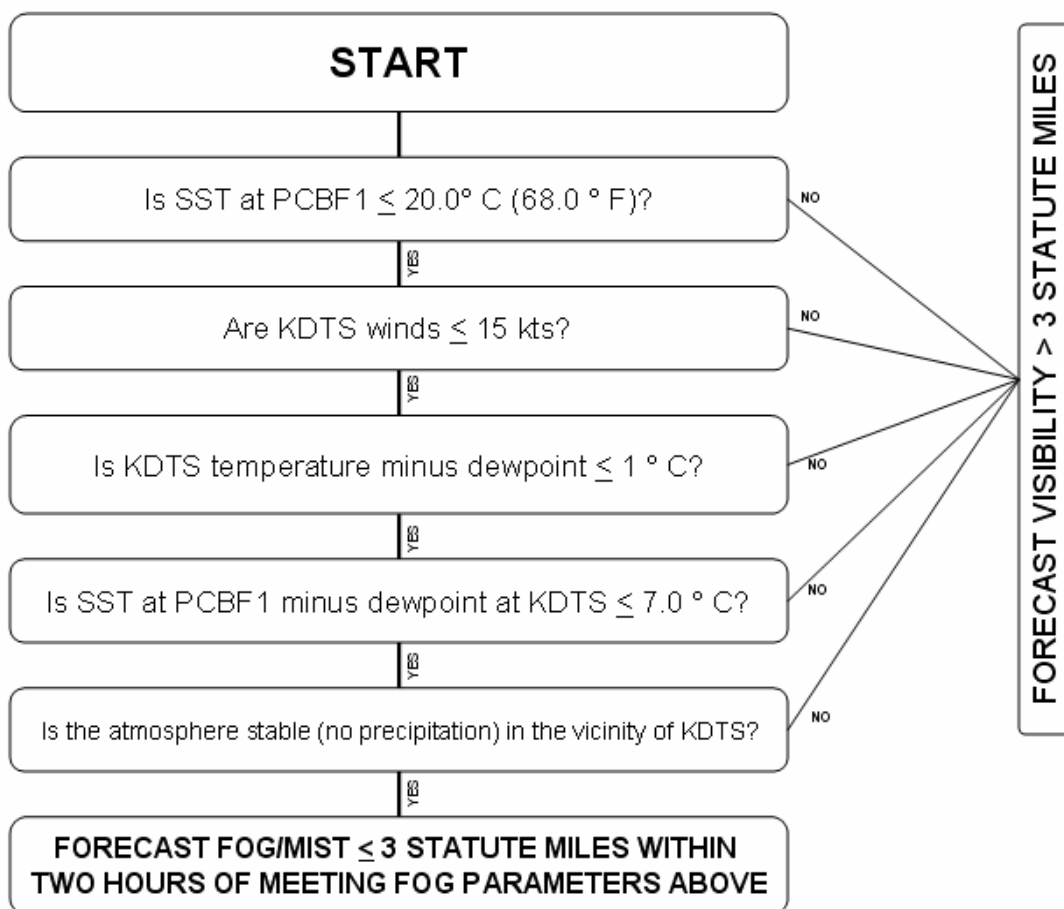 START
Is SST at PCBF1 ≤ 20.0° C (68.0 ° F)?
NO
YES
Are KDTS winds ≤ 15 kts?
NO
YES
Is KDTS temperature minus dewpoint ≤ 1 ° C?
NO
YES
Is SST at PCBF1 minus dewpoint at KDTS ≤ 7.0 ° C?
NO
YES
Is the atmosphere stable (no precipitation) in the vicinity of KDTS?
NO
YES
FORECAST FOG/MIST ≤ 3 STATUTE MILES WITHIN
TWO HOURS OF MEETING FOG PARAMETERS ABOVE
FORECAST VISIBILITY > 3 STATUTE MILES